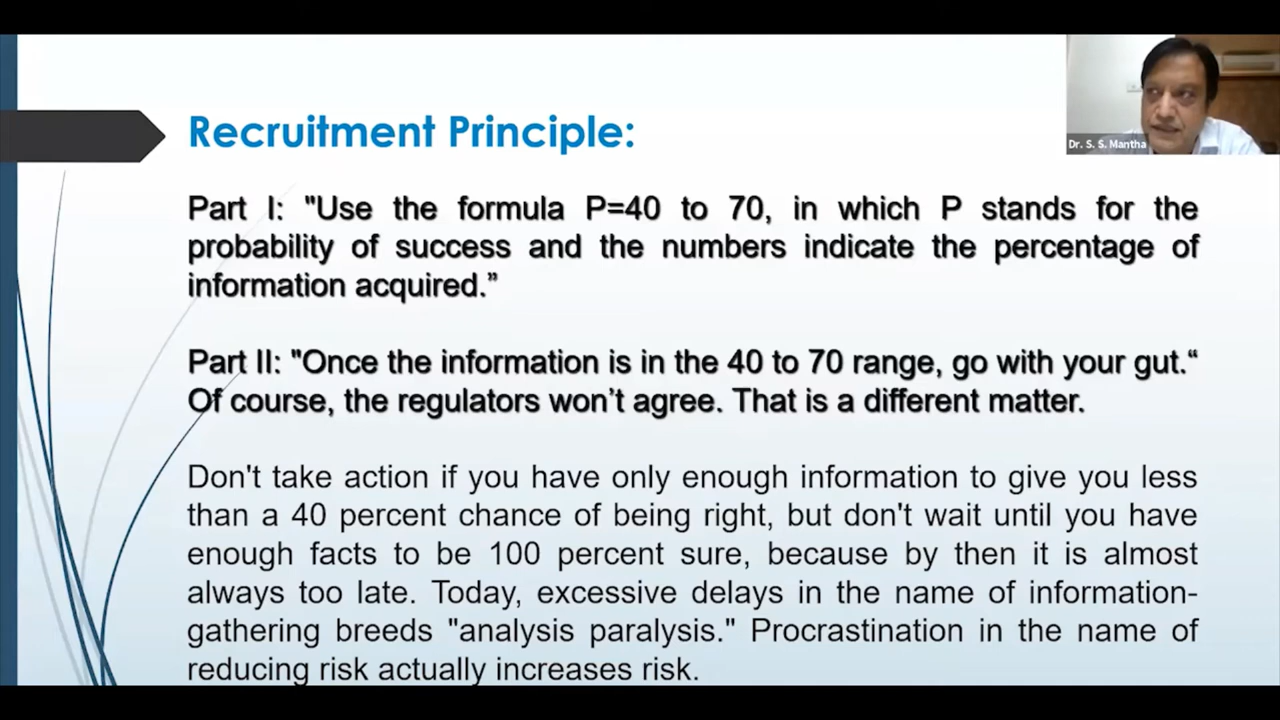 Recruitment Principle:
Dr. S. S. Mantha
Part I: "Use the formula P=40 to 70, in which P stands for the
probability of success and the numbers indicate the percentage of
information acquired.”
Part II: "Once the information is in the 40 to 70 range, go with your gut.“
Of course, the regulators won’t agree. That is a different matter.
Don't take action if you have only enough information to give you less
than a 40 percent chance of being right, but don't wait until you have
enough facts to be 100 percent sure, because by then it is almost
always too late. Today, excessive delays in the name of information-
gathering breeds "analysis paralysis." Procrastination in the name of
reducing risk actually increases risk.